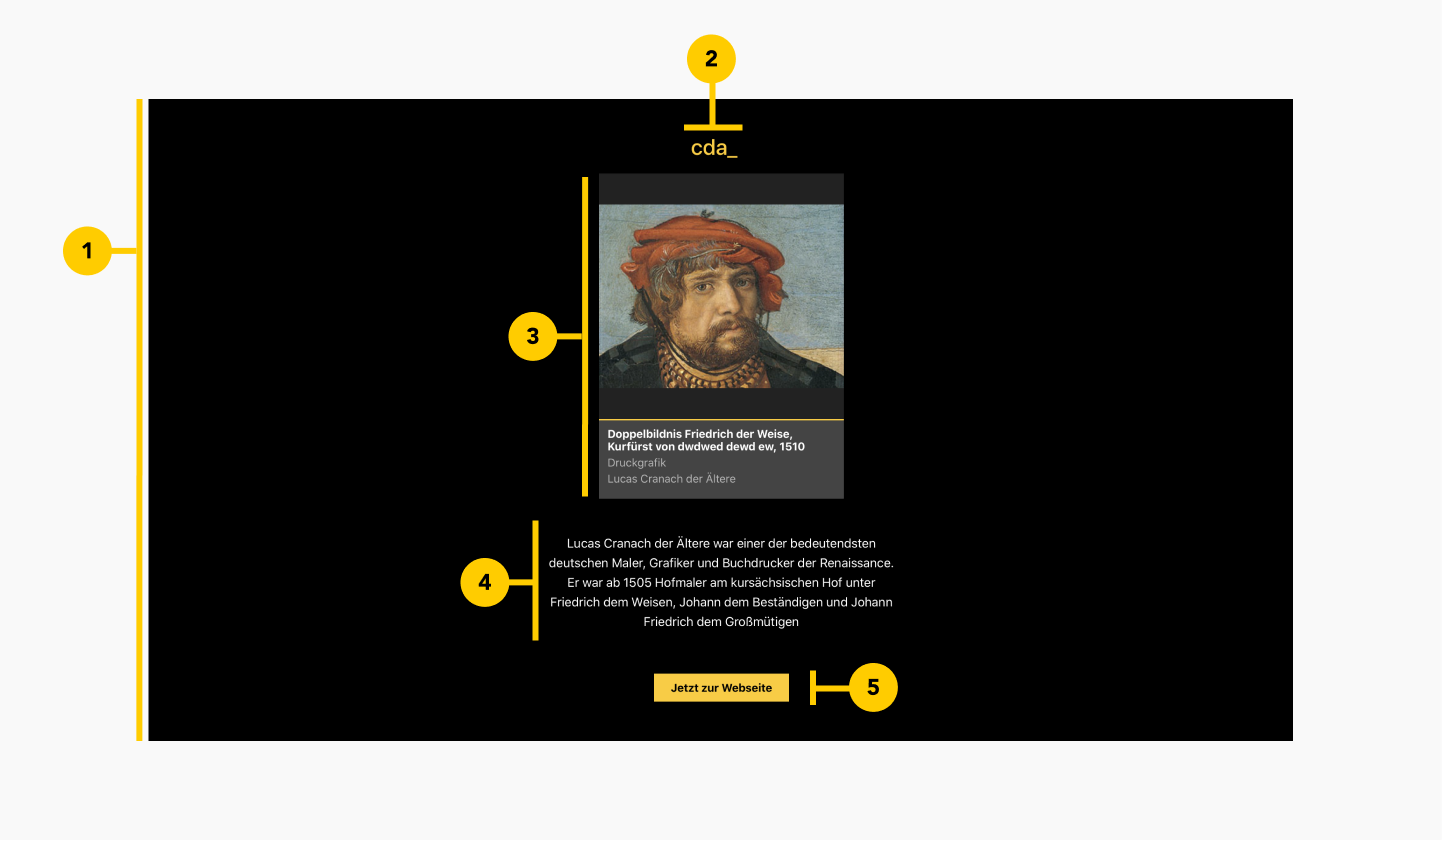 2
cda_
1
3
Doppelbildnis Friedrich der Weise,
Kurfürst von dwdwed dewd ew, 1510
Druckgrafik
Lucas Cranach der Ältere
4
Lucas Cranach der Ältere war einer der bedeutendsten
deutschen Maler, Grafiker und Buchdrucker der Renaissance.
Er war ab 1505 Hofmaler am kursächsischen Hof unter
Friedrich dem Weisen, Johann dem Beständigen und Johann
Friedrich dem Großmütigen
Jetzt zur Webseite
5